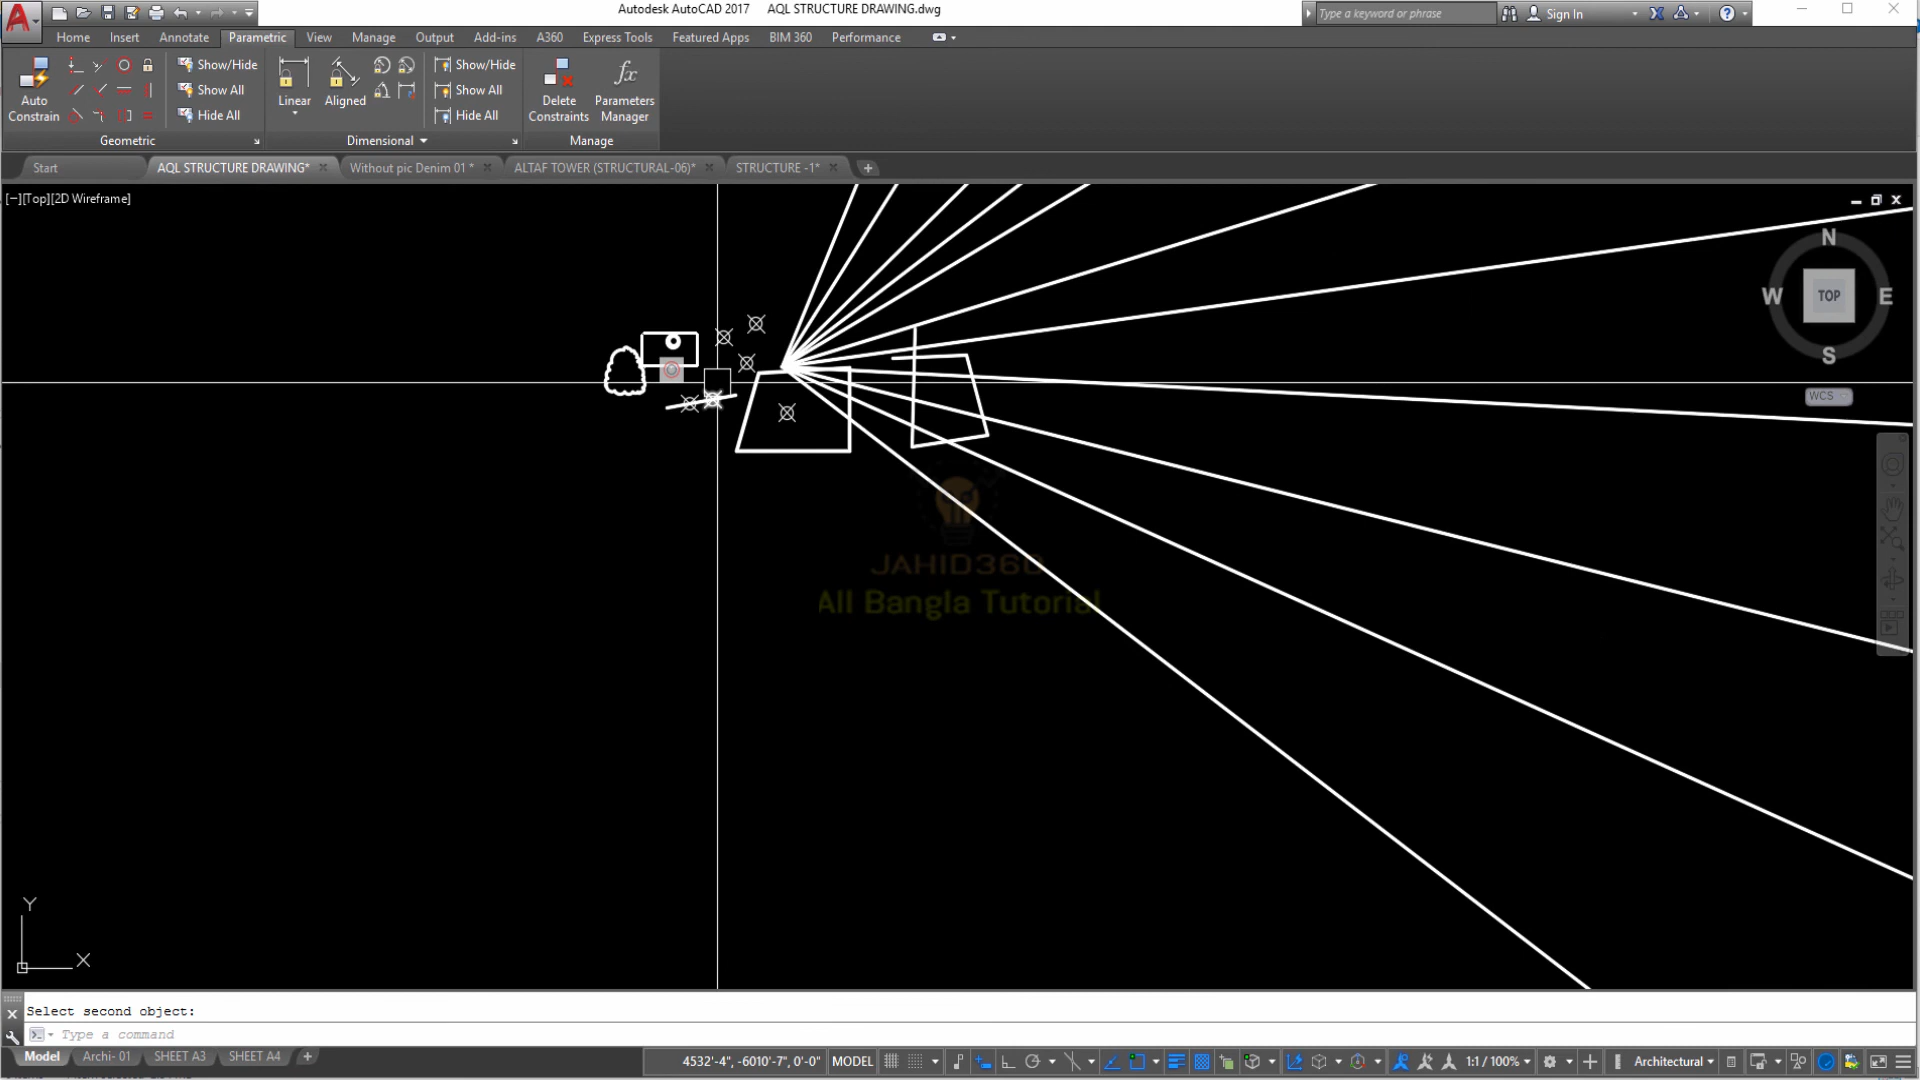 Autodesk AutoCAD 2017 AQL STRUCTURE DRAWING.dwg
Type a keyword or phrase
Sign In
Home Insert Annotate Parametric View Manage Output Add-ins A360 Express Tools Featured Apps BIM 360 Performance
Auto Constrain
Show/Hide
Show All
Hide All
Linear
Aligned
Show/Hide
Show All
Hide All
Delete Constraints
fx
Parameters Manager
Geometric
Dimensional
Manage
Start
AQL STRUCTURE DRAWING*
Without pic Denim 01 *
ALTAF TOWER (STRUCTURAL-06)*
STRUCTURE -1*
[−][Top][2D Wireframe]
N
W TOP E
S
WCS
JAHID360
All Bangla Tutorial
Y
X
Select second object:
Type a command
Model Archi- 01 SHEET A3 SHEET A4
4532'-4", -6010'-7", 0'-0" MODEL 1:1 / 100% Architectural